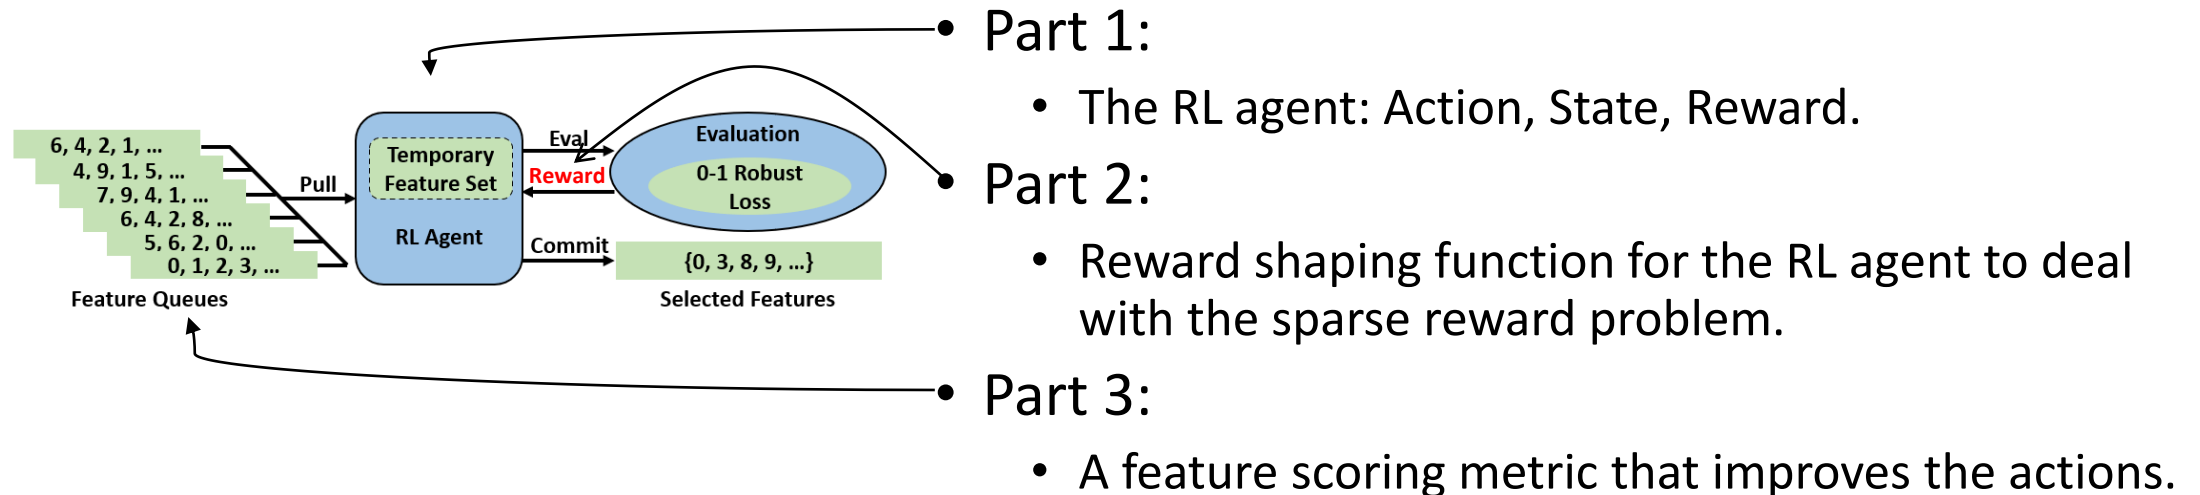 6, 4, 2, 1, ...
4, 9, 1, 5, ...
7, 9, 4, 1, ...
6, 4, 2, 8, ...
5, 6, 2, 0, ...
0, 1, 2, 3, ...
Feature Queues
Pull
Temporary
Feature Set
RL Agent
Eval
Reward
Commit
Evaluation
0-1 Robust
Loss
{0, 3, 8, 9, ...}
Selected Features
• Part 1:
• The RL agent: Action, State, Reward.
• Part 2:
• Reward shaping function for the RL agent to deal
with the sparse reward problem.
• Part 3:
• A feature scoring metric that improves the actions.